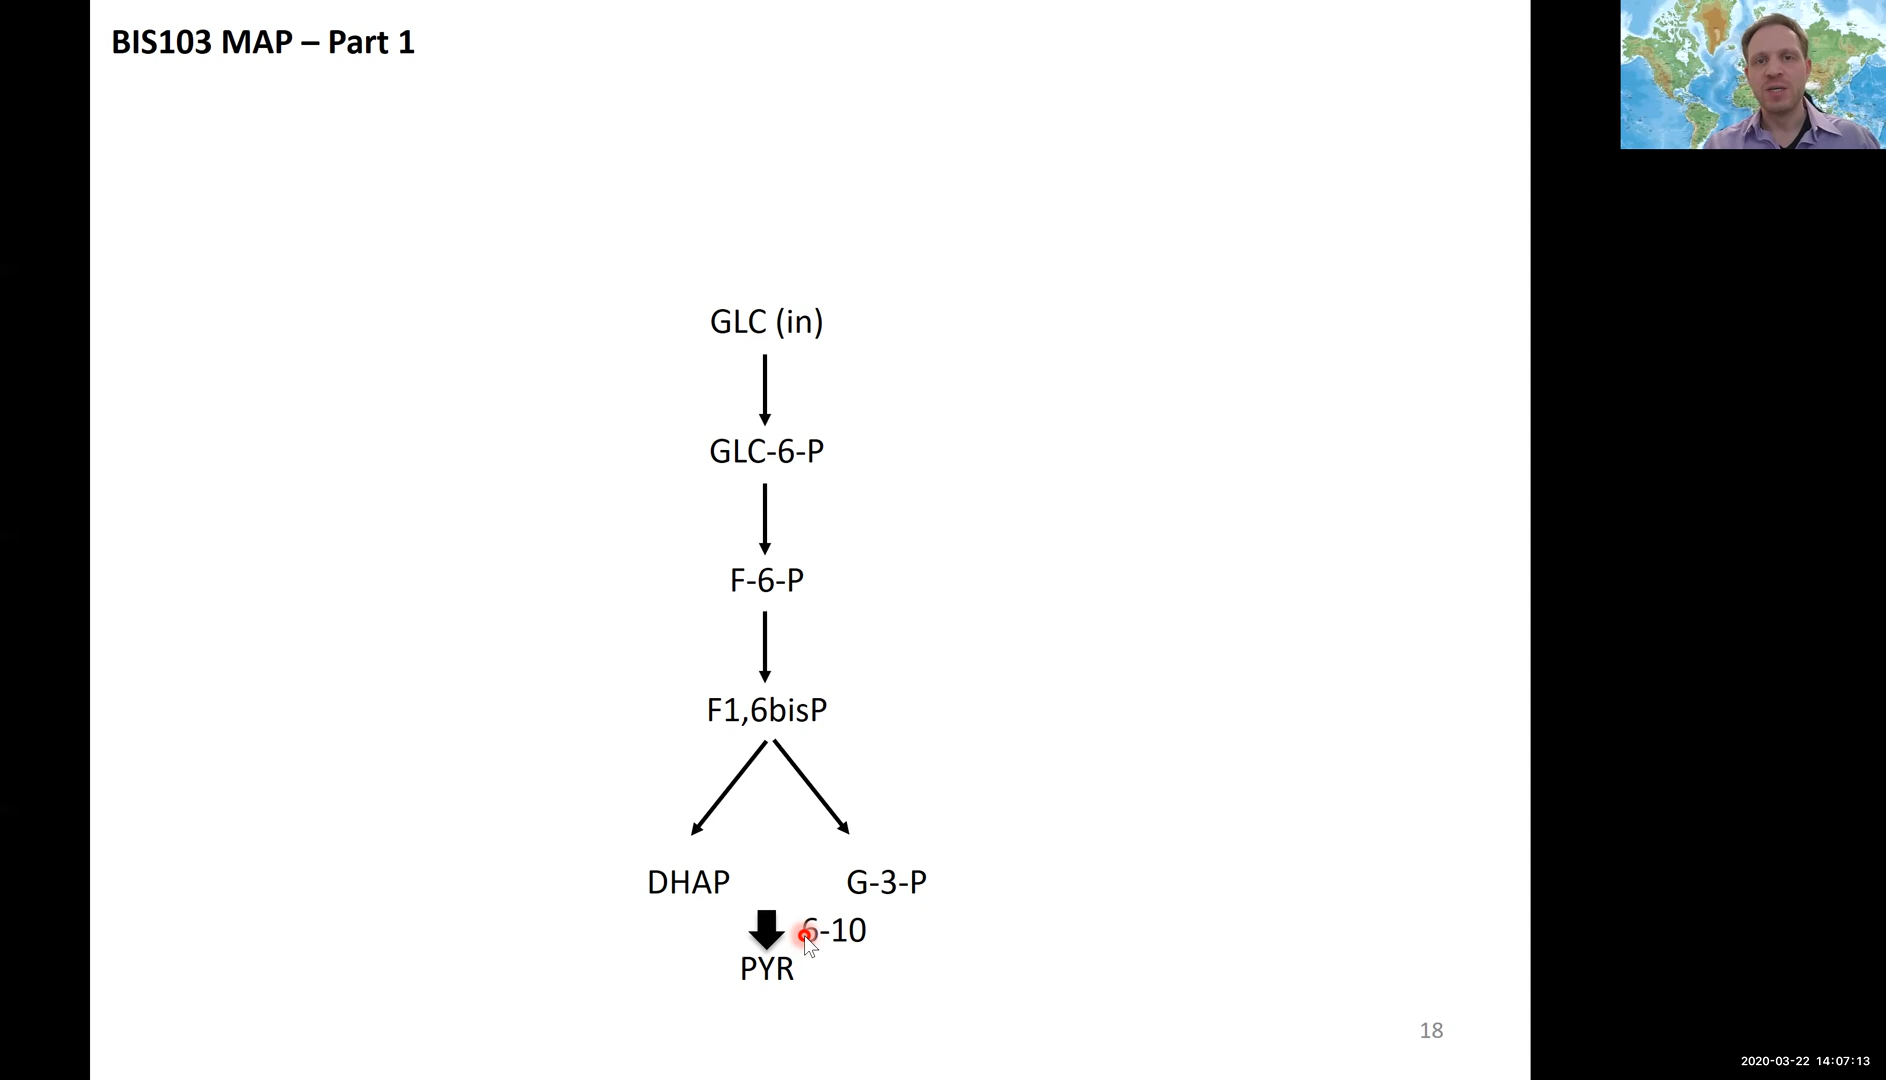 BIS103 MAP – Part 1
GLC (in)
GLC-6-P
F-6-P
F1,6bisP
DHAP G-3-P
6-10
PYR
18
2020-03-22 14:07:13